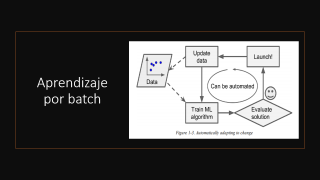 Aprendizaje
por batch
Update
data
Launch!
Data
Can be automated
Train ML
algorithm
Evaluate
solution
Figure 1-3. Automatically adapting to change